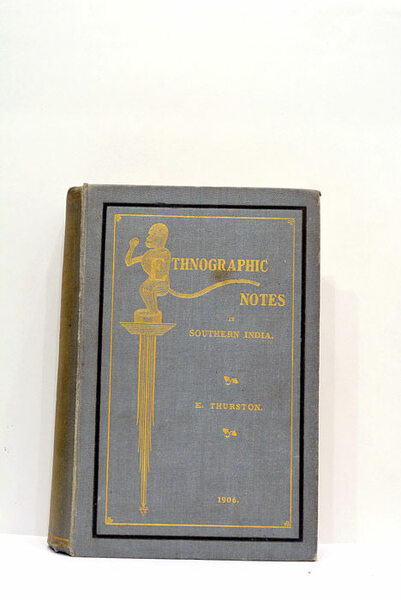 ETHNOGRAPHIC
NOTES
IN
SOUTHERN INDIA.
E. THURSTON.
1906.